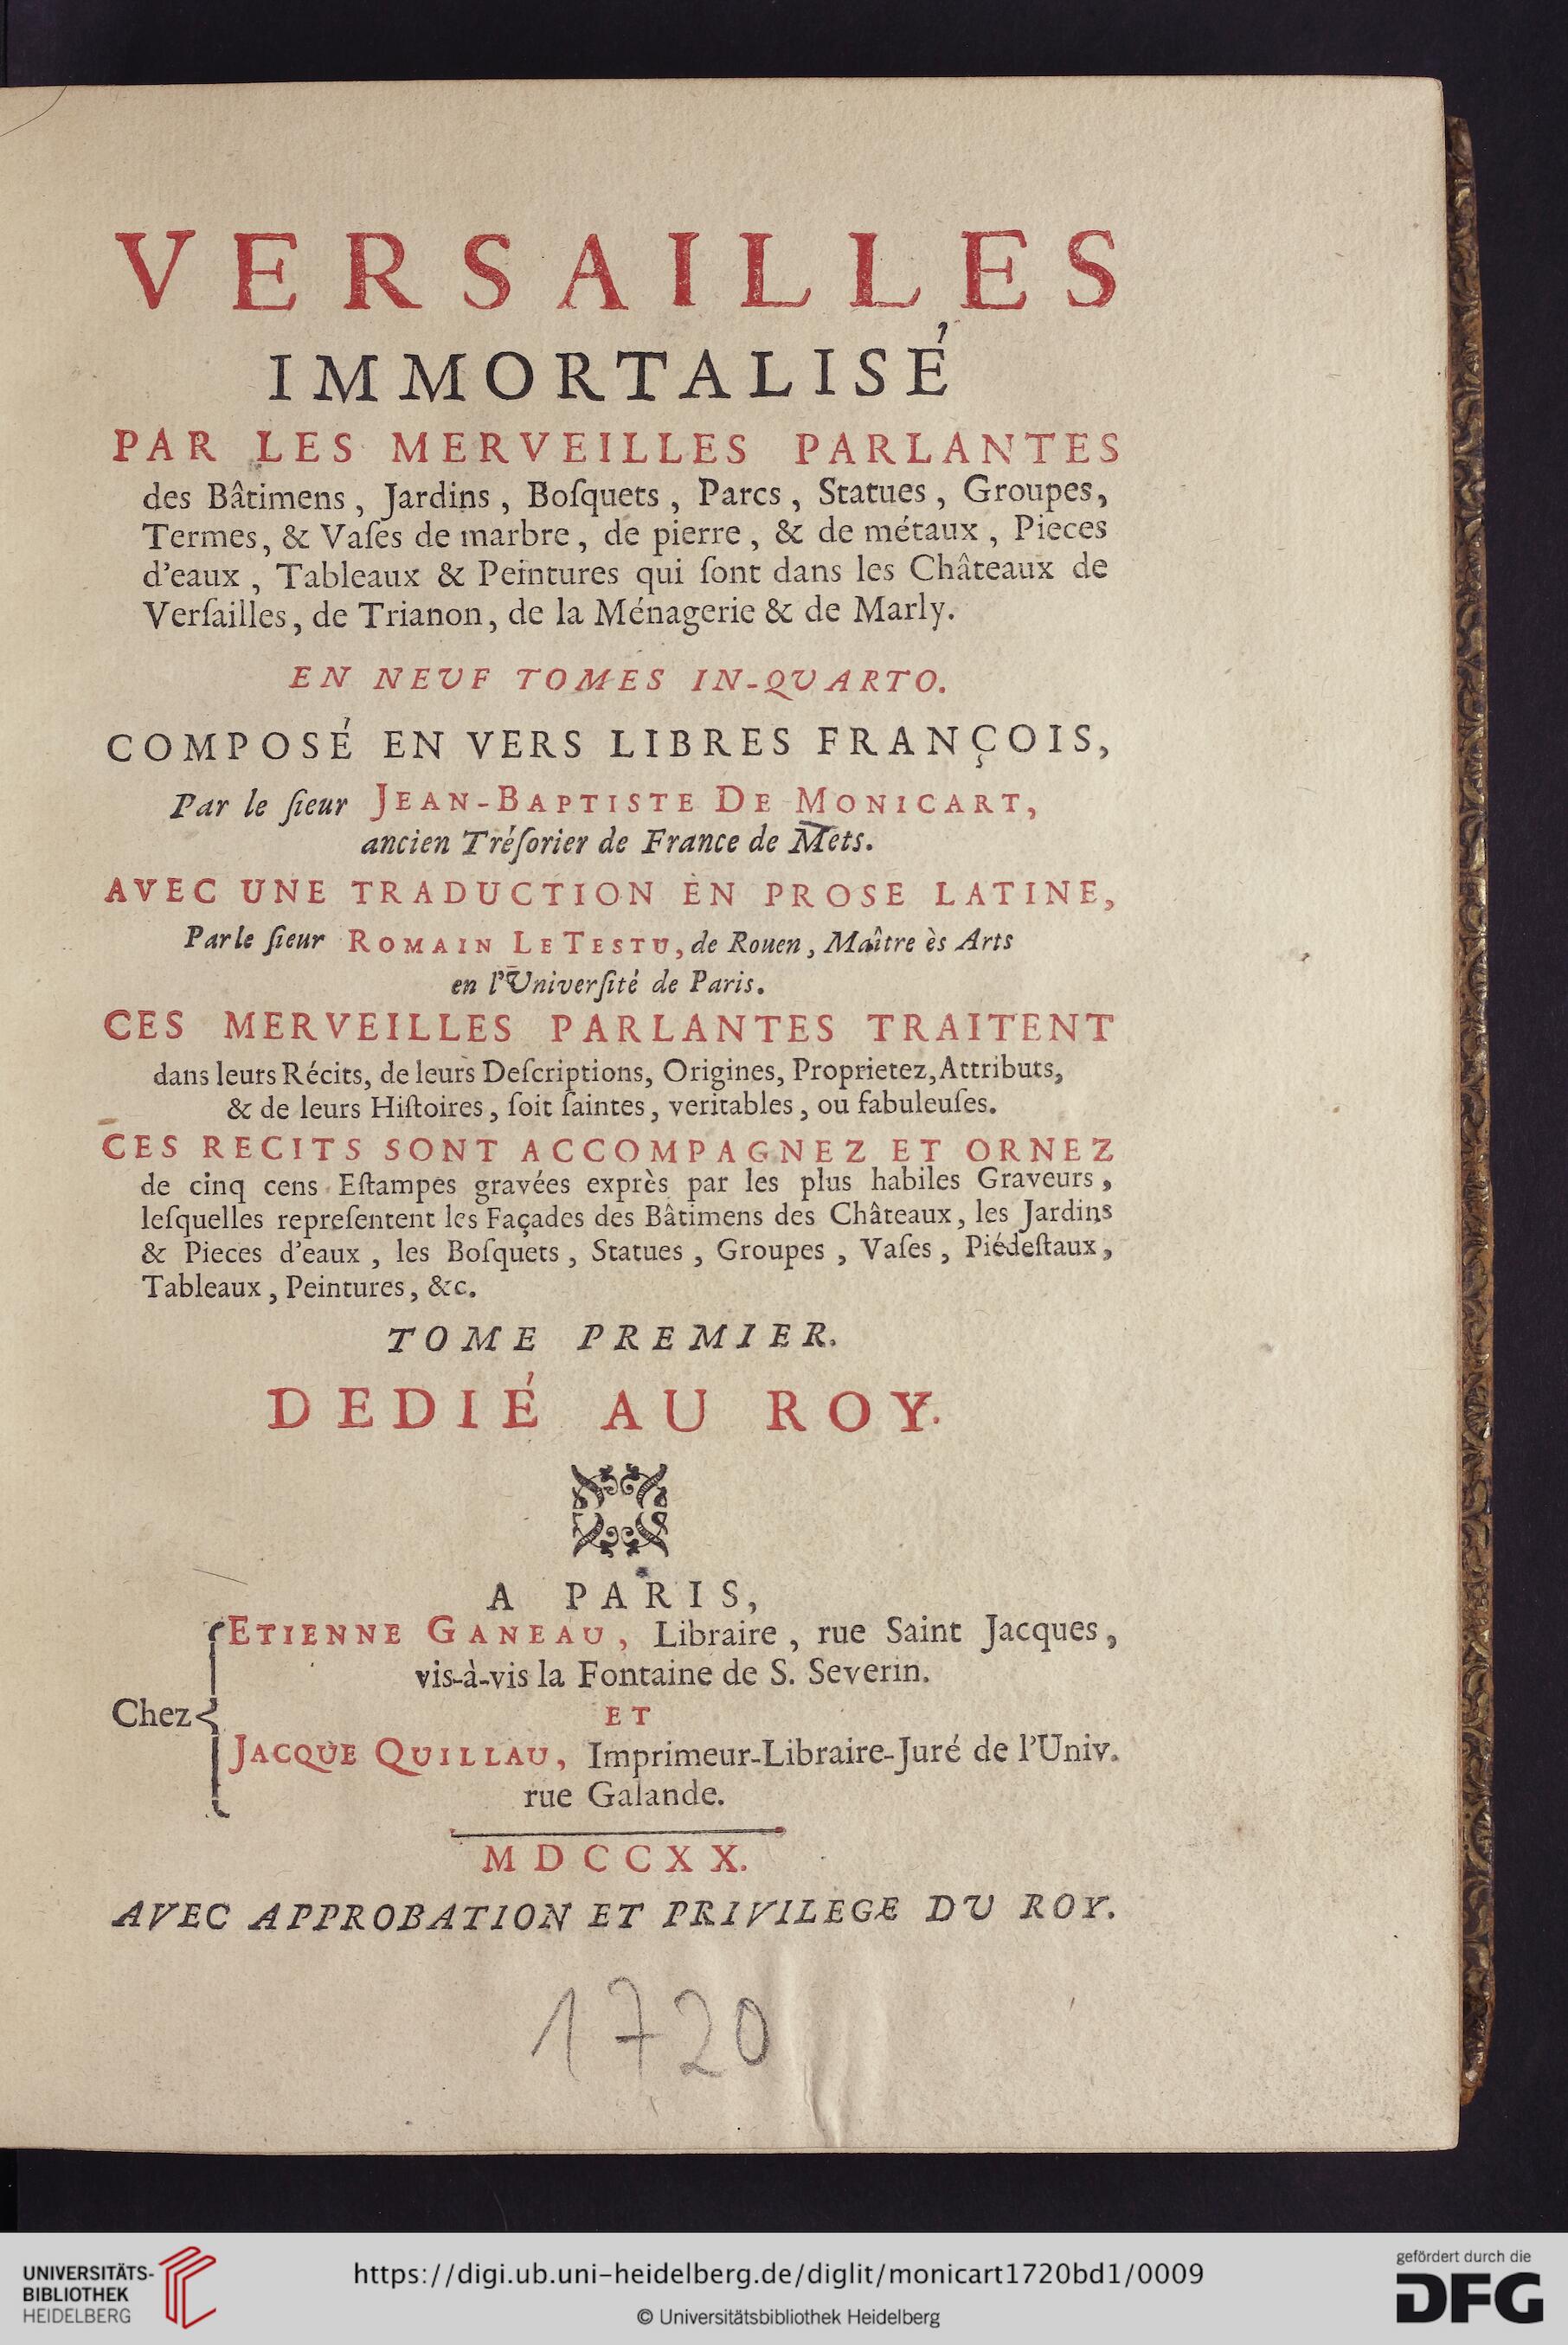 VERSAILLES
IMMORTALISÉ
PAR LES MERVEILLES PARLANTES
des Bâtimens, Jardins, Boſquets, Parcs, Statues, Groupes,
Termes, & Vaſes de marbre, de pierre, & de métaux, Pieces
d'eaux, Tableaux & Peintures qui ſont dans les Châteaux de
Verſailles, de Trianon, de la Ménagerie & de Marly.
EN NEUF TOMES IN-QUARTO.
COMPOSÉ EN VERS LIBRES FRANÇOIS,
Par le ſieur JEAN-BAPTISTE DE MONICART,
ancien Tréſorier de France de Mets.
AVEC UNE TRADUCTION EN PROSE LATINE,
Par le ſieur ROMAIN LE TESTU, de Rouen, Maître ès Arts
en l'Univerſité de Paris.
CES MERVEILLES PARLANTES TRAITENT
dans leurs Récits, de leurs Deſcriptions, Origines, Proprietez, Attributs,
& de leurs Hiſtoires, ſoit ſaintes, veritables, ou fabuleuſes.
CES RECITS SONT ACCOMPAGNEZ ET ORNEZ
de cinq cens Eſtampes gravées exprès par les plus habiles Graveurs,
leſquelles repreſentent les Façades des Bâtimens des Châteaux, les Jardins
& Pieces d'eaux, les Boſquets, Statues, Groupes, Vaſes, Piédeſtaux,
Tableaux, Peintures, &c.
TOME PREMIER.
DEDIÉ AU ROY.
A PARIS,
ETIENNE GANEAU, Libraire, rue Saint Jacques,
vis-à-vis la Fontaine de S. Severin.
Chez
ET
JACQUE QUILLAU, Imprimeur-Libraire-Juré de l'Univ.
rue Galande.
MDCCXX.
AVEC APPROBATION ET PRIVILEGE DU ROY.
1720
UNIVERSITÄTS-
BIBLIOTHEK
HEIDELBERG
https://digi.ub.uni-heidelberg.de/diglit/monicart1720bd1/0009
© Universitätsbibliothek Heidelberg
gefördert durch die
DFG